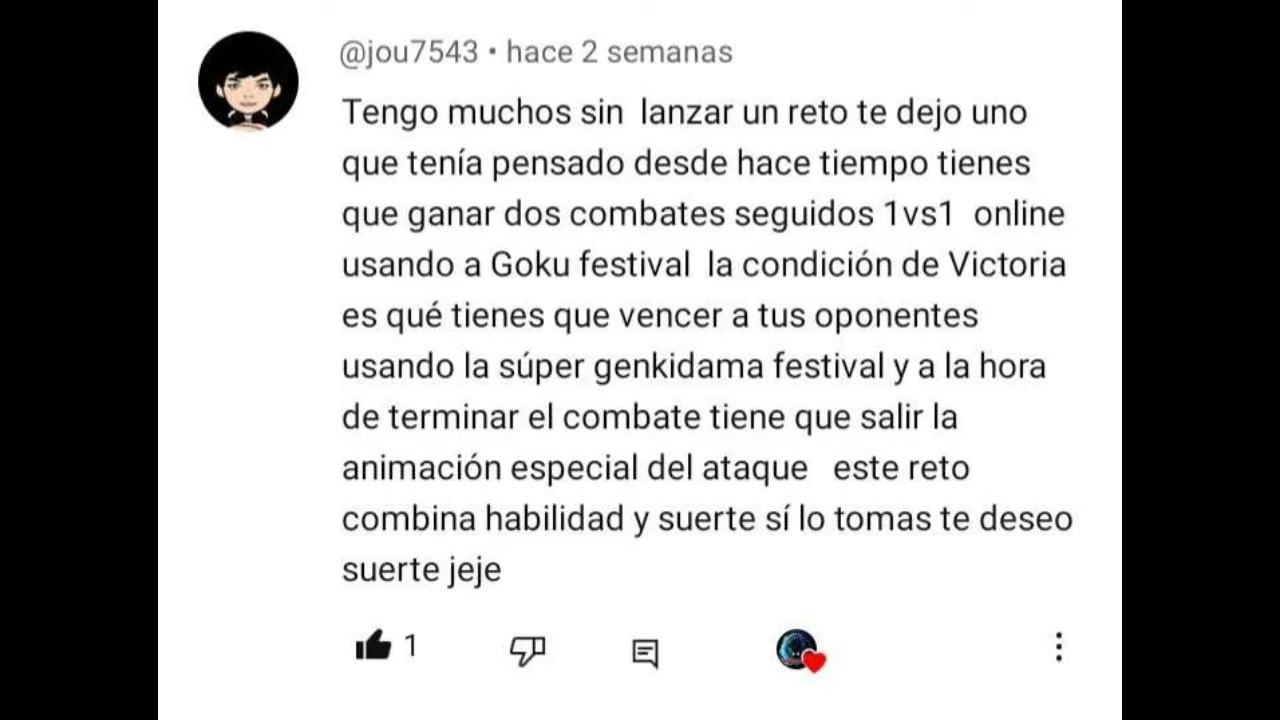 @jou7543 • hace 2 semanas
Tengo muchos sin lanzar un reto te dejo uno
que tenía pensado desde hace tiempo tienes
que ganar dos combates seguidos 1vs1 online
usando a Goku festival la condición de Victoria
es qué tienes que vencer a tus oponentes
usando la súper genkidama festival y a la hora
de terminar el combate tiene que salir la
animación especial del ataque este reto
combina habilidad y suerte sí lo tomas te deseo
suerte jeje
1